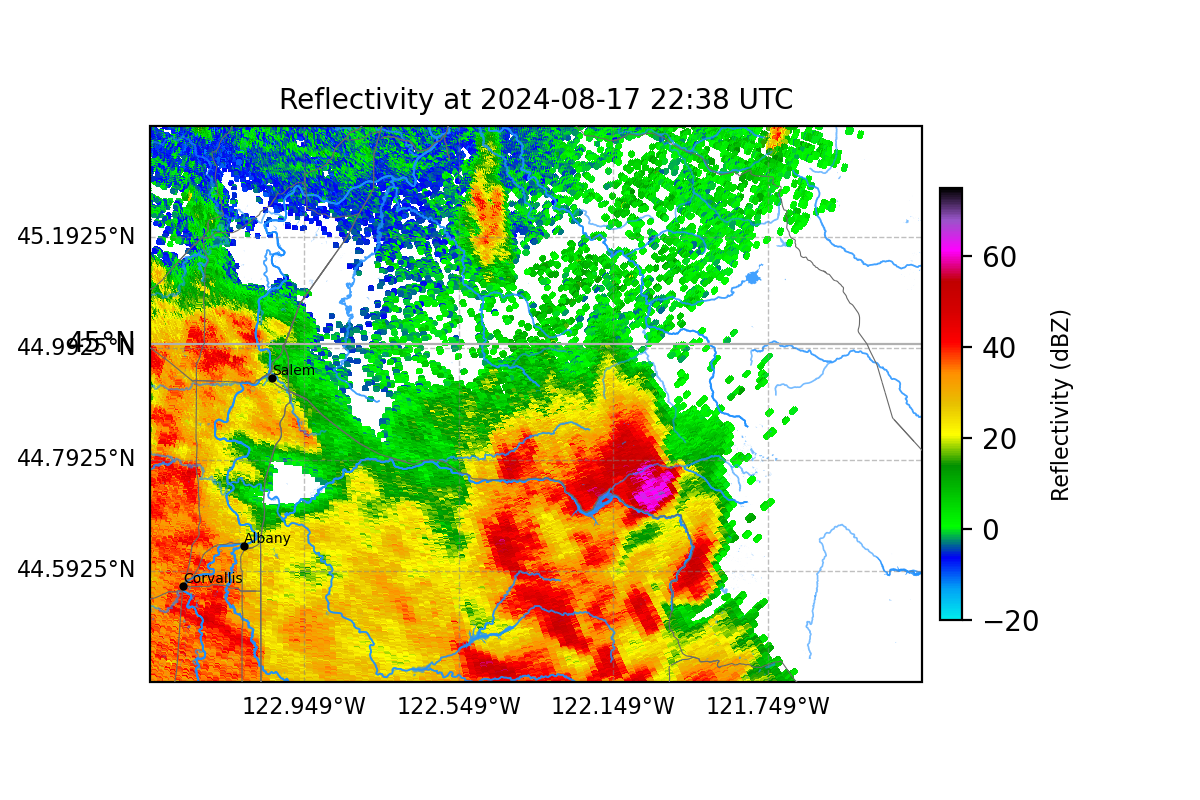 Reflectivity at 2024-08-17 22:38 UTC
45.1925°N
45°N
44.9925°N
44.7925°N
44.5925°N
Salem
Albany
Corvallis
122.949°W
122.549°W
122.149°W
121.749°W
60
40
20
0
−20
Reflectivity (dBZ)